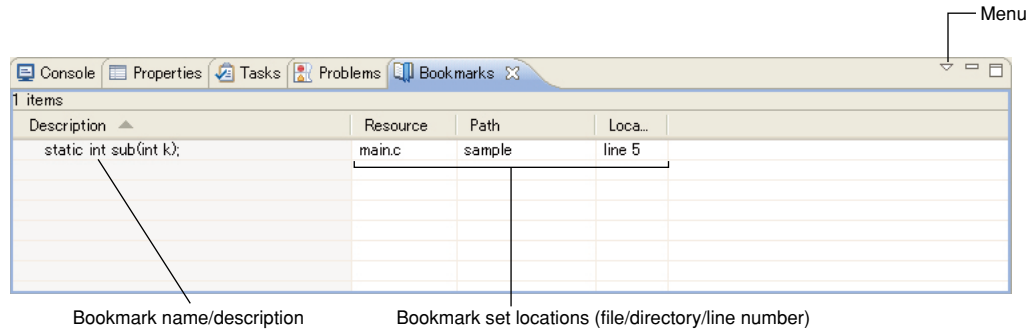 Menu
Console Properties Tasks Problems Bookmarks
1 items
Description Resource Path Loca...
static int sub(int k); main.c sample line 5
Bookmark name/description Bookmark set locations (file/directory/line number)